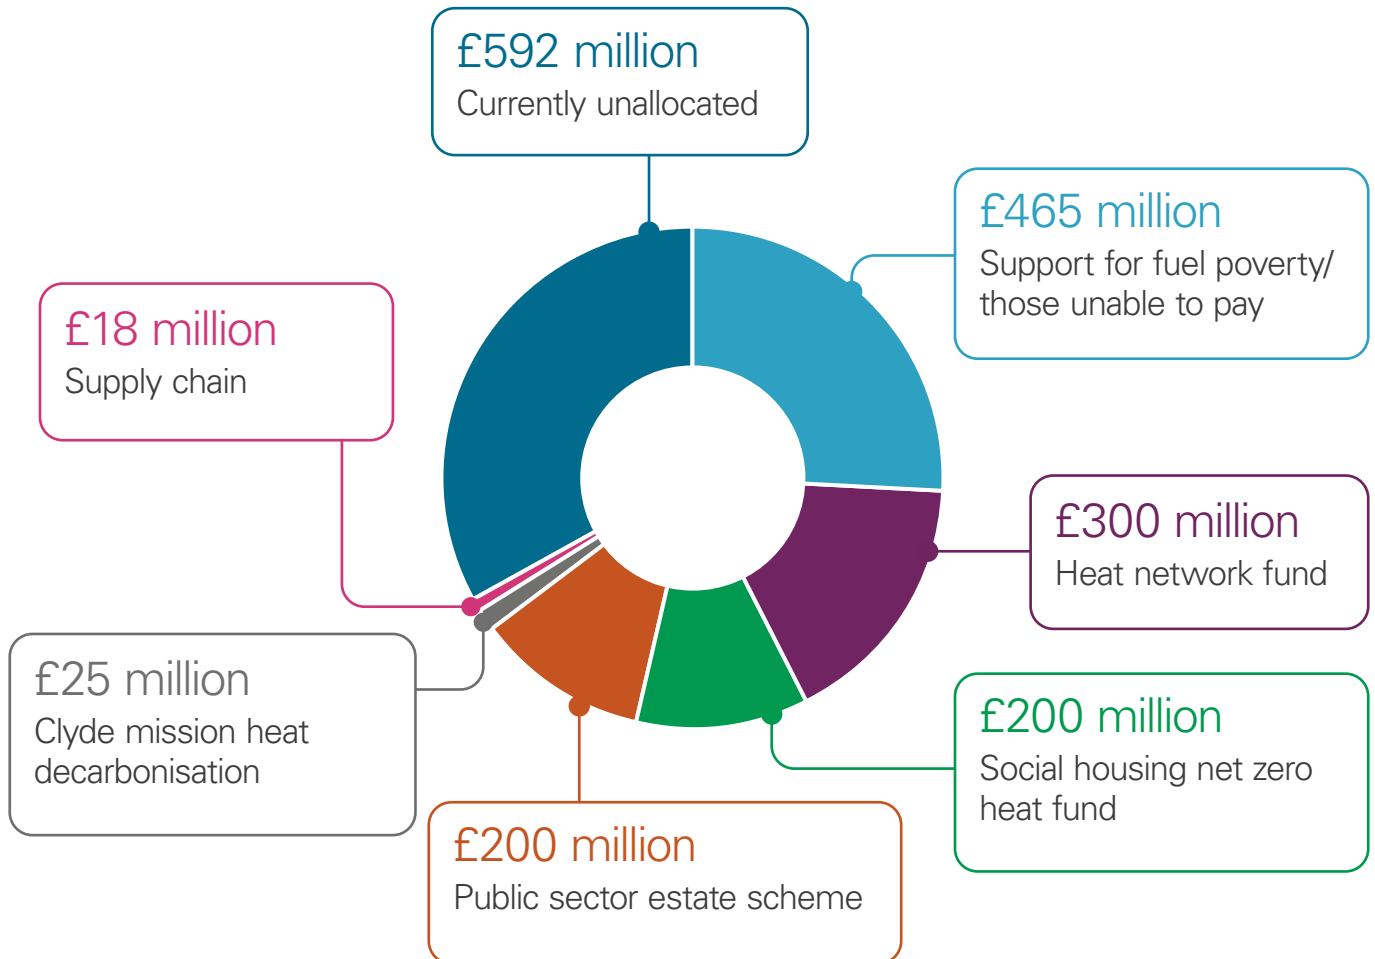 £592 million
Currently unallocated
£465 million
Support for fuel poverty/
those unable to pay
£18 million
Supply chain
£300 million
Heat network fund
£25 million
Clyde mission heat
decarbonisation
£200 million
Social housing net zero
heat fund
£200 million
Public sector estate scheme